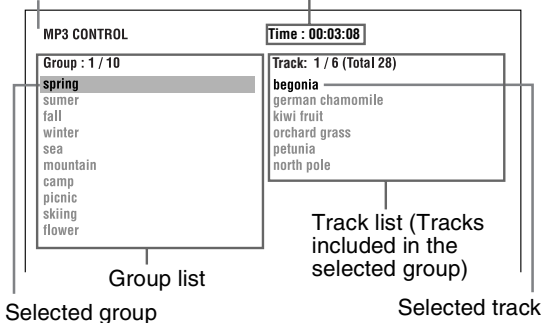 MP3 CONTROL
Time : 00:03:08
Group : 1 / 10
spring
sumer
fall
winter
sea
mountain
camp
picnic
skiing
flower
Track: 1 / 6 (Total 28)
begonia
german chamomile
kiwi fruit
orchard grass
petunia
north pole
Track list (Tracks
included in the
selected group)
Group list
Selected group
Selected track